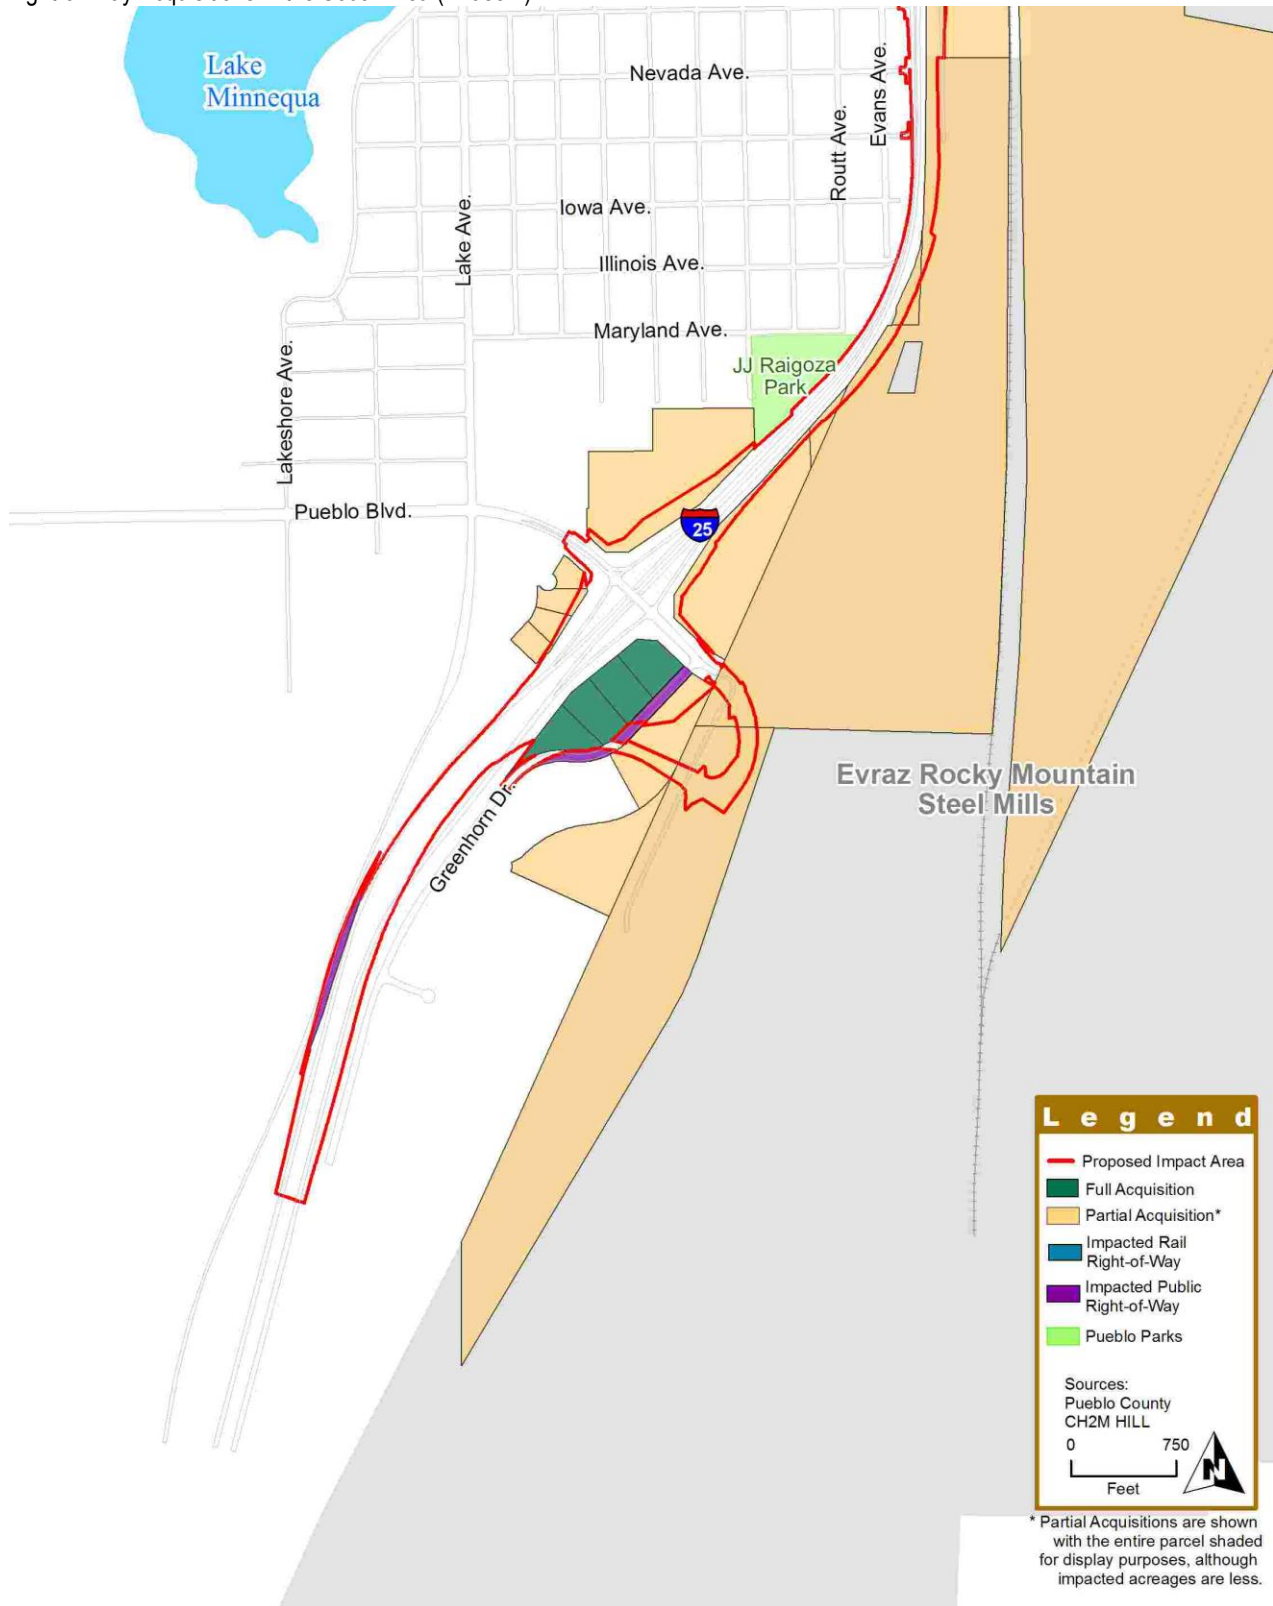 Lake
Minnequa
Nevada Ave.
Evans Ave.
Routt Ave.
Iowa Ave.
Lake Ave.
Illinois Ave.
Maryland Ave.
JJ Raigoza
Park
Lakeshore Ave.
Pueblo Blvd.
25
Evraz Rocky Mountain
Steel Mills
Greenhorn Dr.
Legend
Proposed Impact Area
Full Acquisition
Partial Acquisition*
Impacted Rail
Right-of-Way
Impacted Public
Right-of-Way
Pueblo Parks
Sources:
Pueblo County
CH2M HILL
0 750
Feet
N
* Partial Acquisitions are shown
with the entire parcel shaded
for display purposes, although
impacted acreages are less.